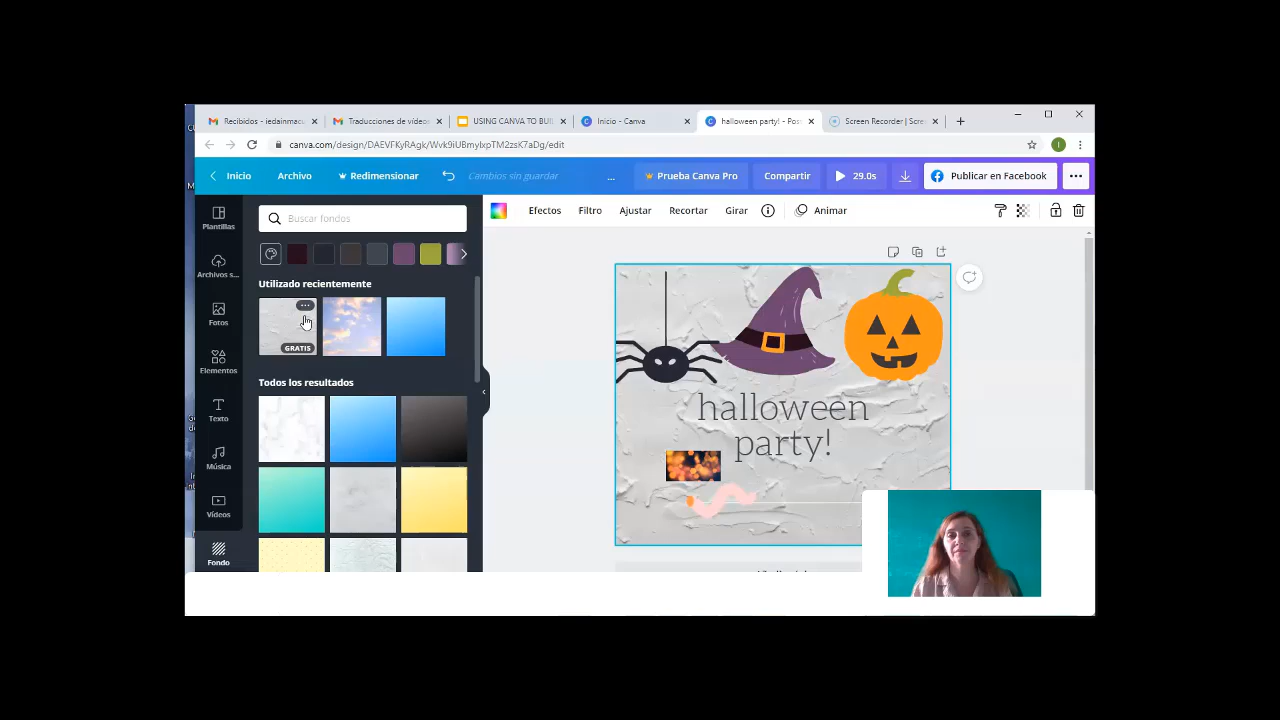 Recibidos - iedainmacu
Traducciones de vídeo
USING CANVA TO BUI
Inicio - Canva
halloween party! - Pos
Screen Recorder | Scre
canva.com/design/DAEVFKyRAgk/Wvk9iUBmylxpTM2zsK7aDg/edit
Inicio
Archivo
Redimensionar
Cambios sin guardar
...
Prueba Canva Pro
Compartir
29.0s
Publicar en Facebook
Plantillas
Archivos s...
Fotos
Elementos
Texto
Música
Vídeos
Fondo
Buscar fondos
Utilizado recientemente
GRATIS
Todos los resultados
Efectos
Filtro
Ajustar
Recortar
Girar
Animar
halloween
party!